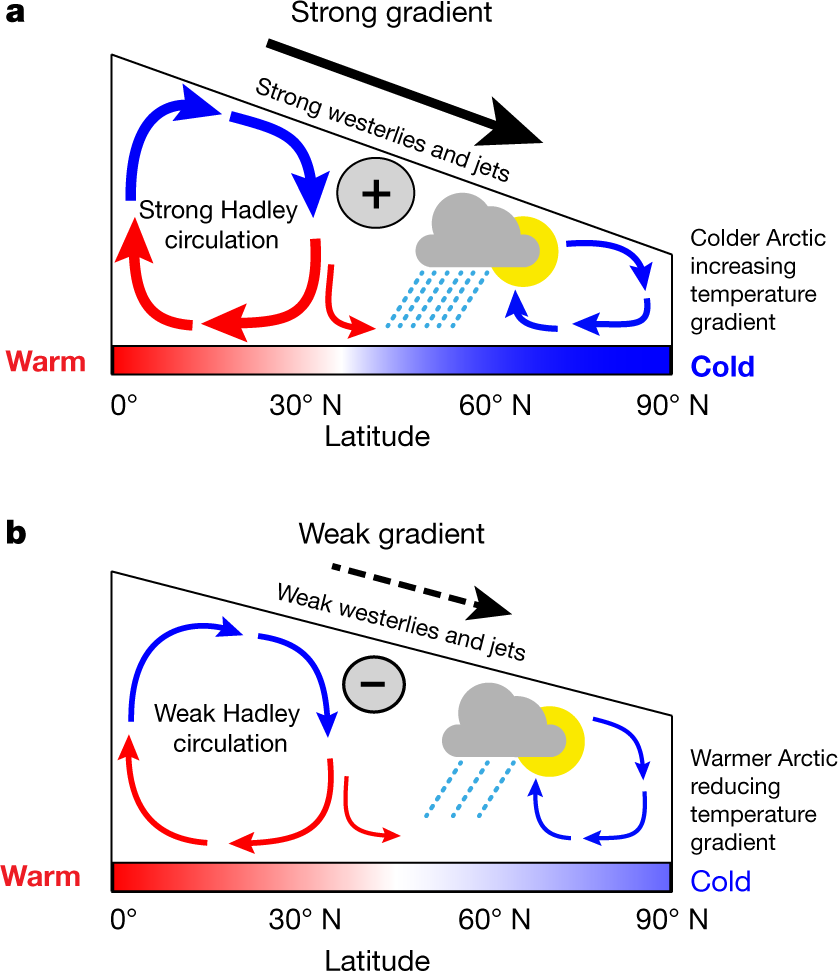 a
Strong gradient
Strong westerlies and jets
+
Strong Hadley
circulation
Colder Arctic
increasing
temperature
gradient
Warm
Cold
0° 30° N 60° N 90° N
Latitude
b
Weak gradient
Weak westerlies and jets
−
Weak Hadley
circulation
Warmer Arctic
reducing
temperature
gradient
Warm
Cold
0° 30° N 60° N 90° N
Latitude